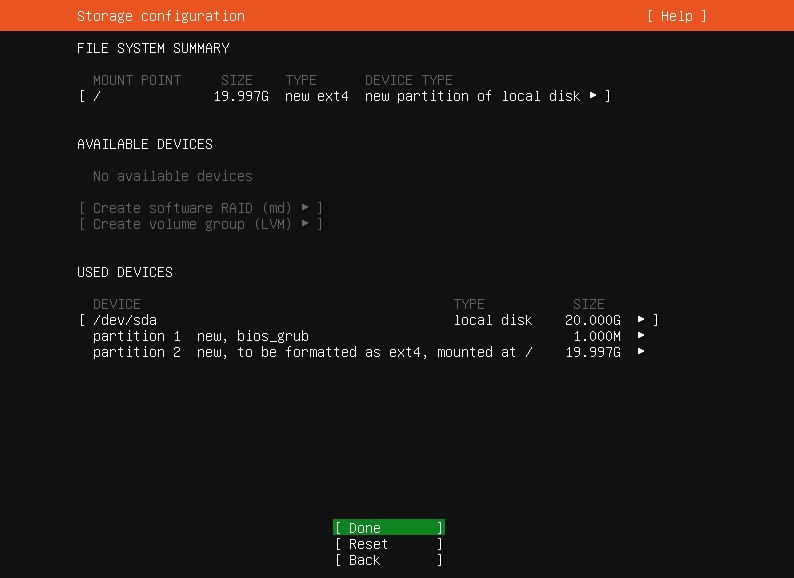 Storage configuration [ Help ]
FILE SYSTEM SUMMARY
MOUNT POINT SIZE TYPE DEVICE TYPE
[ / 19.997G new ext4 new partition of local disk ▸ ]
AVAILABLE DEVICES
No available devices
[ Create software RAID (md) ▸ ]
[ Create volume group (LVM) ▸ ]
USED DEVICES
DEVICE TYPE SIZE
[ /dev/sda local disk 20.000G ▸ ]
partition 1 new, bios_grub 1.000M ▸
partition 2 new, to be formatted as ext4, mounted at / 19.997G ▸
[ Done ]
[ Reset ]
[ Back ]